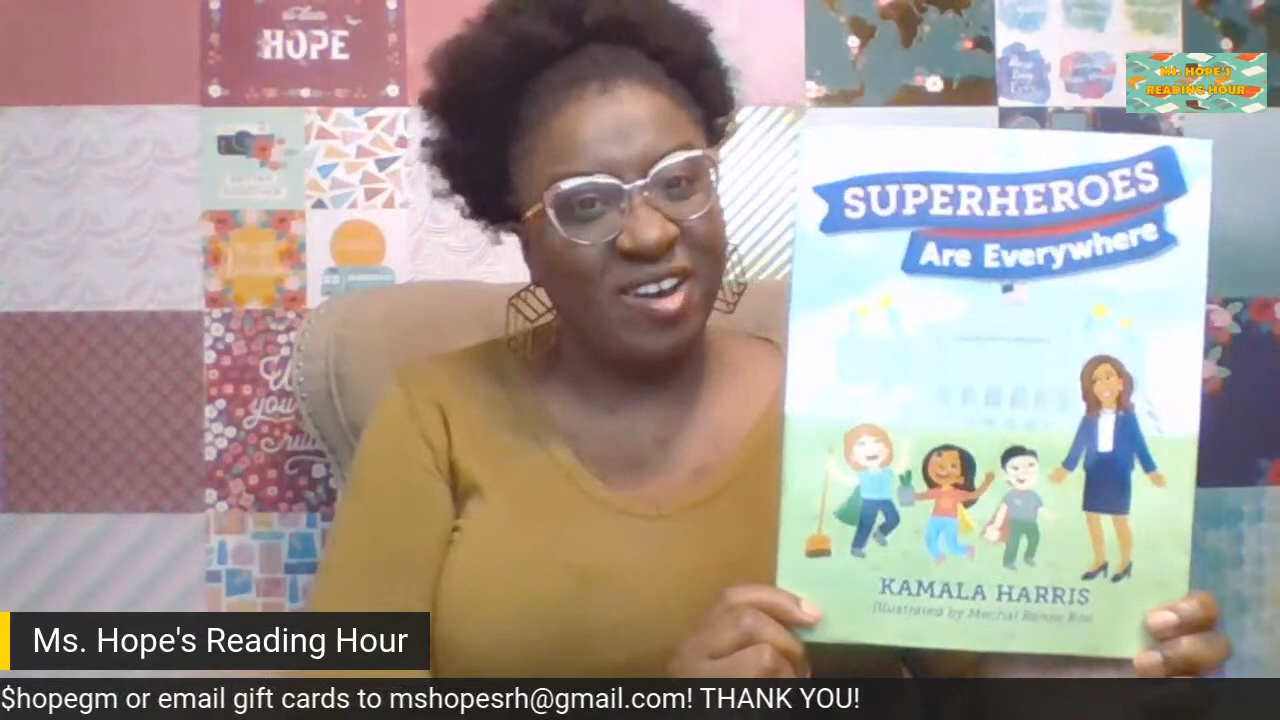 HOPE
MS. HOPE'S
READING HOUR
SUPERHEROES
Are Everywhere
you
KAMALA HARRIS
Illustrated by Mechal Renee Roe
Ms. Hope's Reading Hour
$hopegm or email gift cards to mshopesrh@gmail.com! THANK YOU!